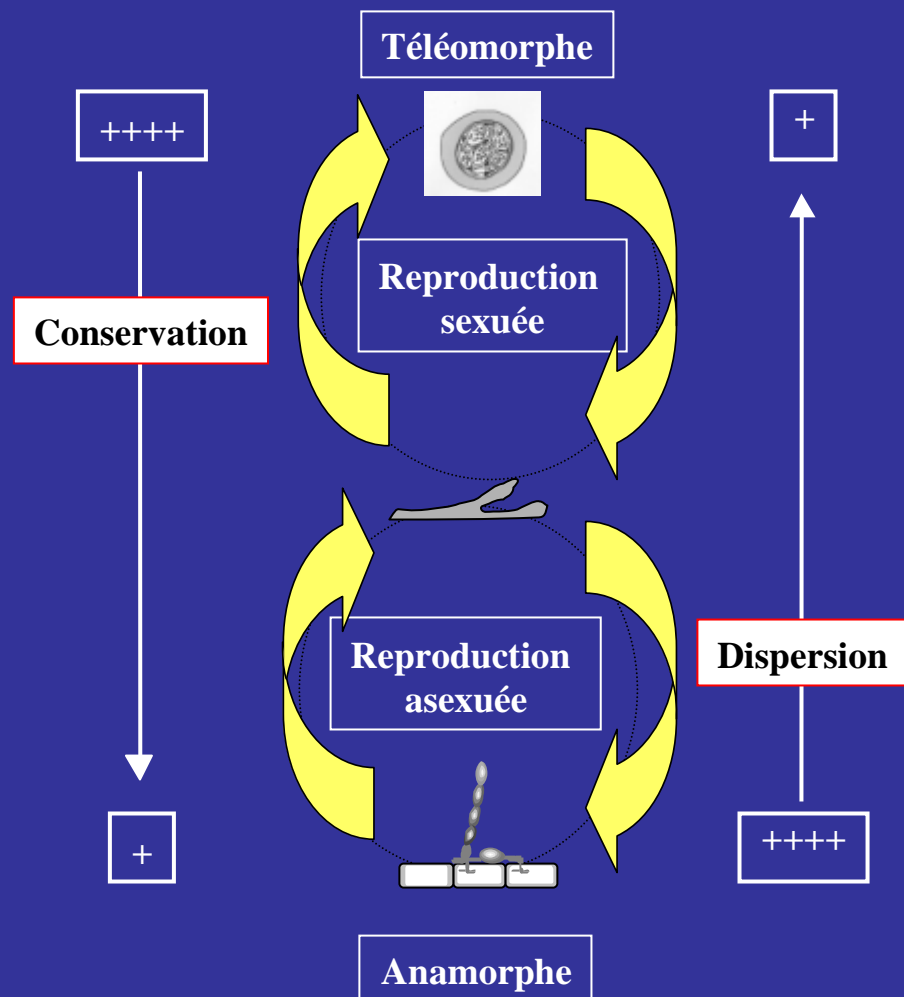 Téléomorphe
++++
+
Reproduction
sexuée
Conservation
Reproduction
asexuée
Dispersion
+
++++
Anamorphe